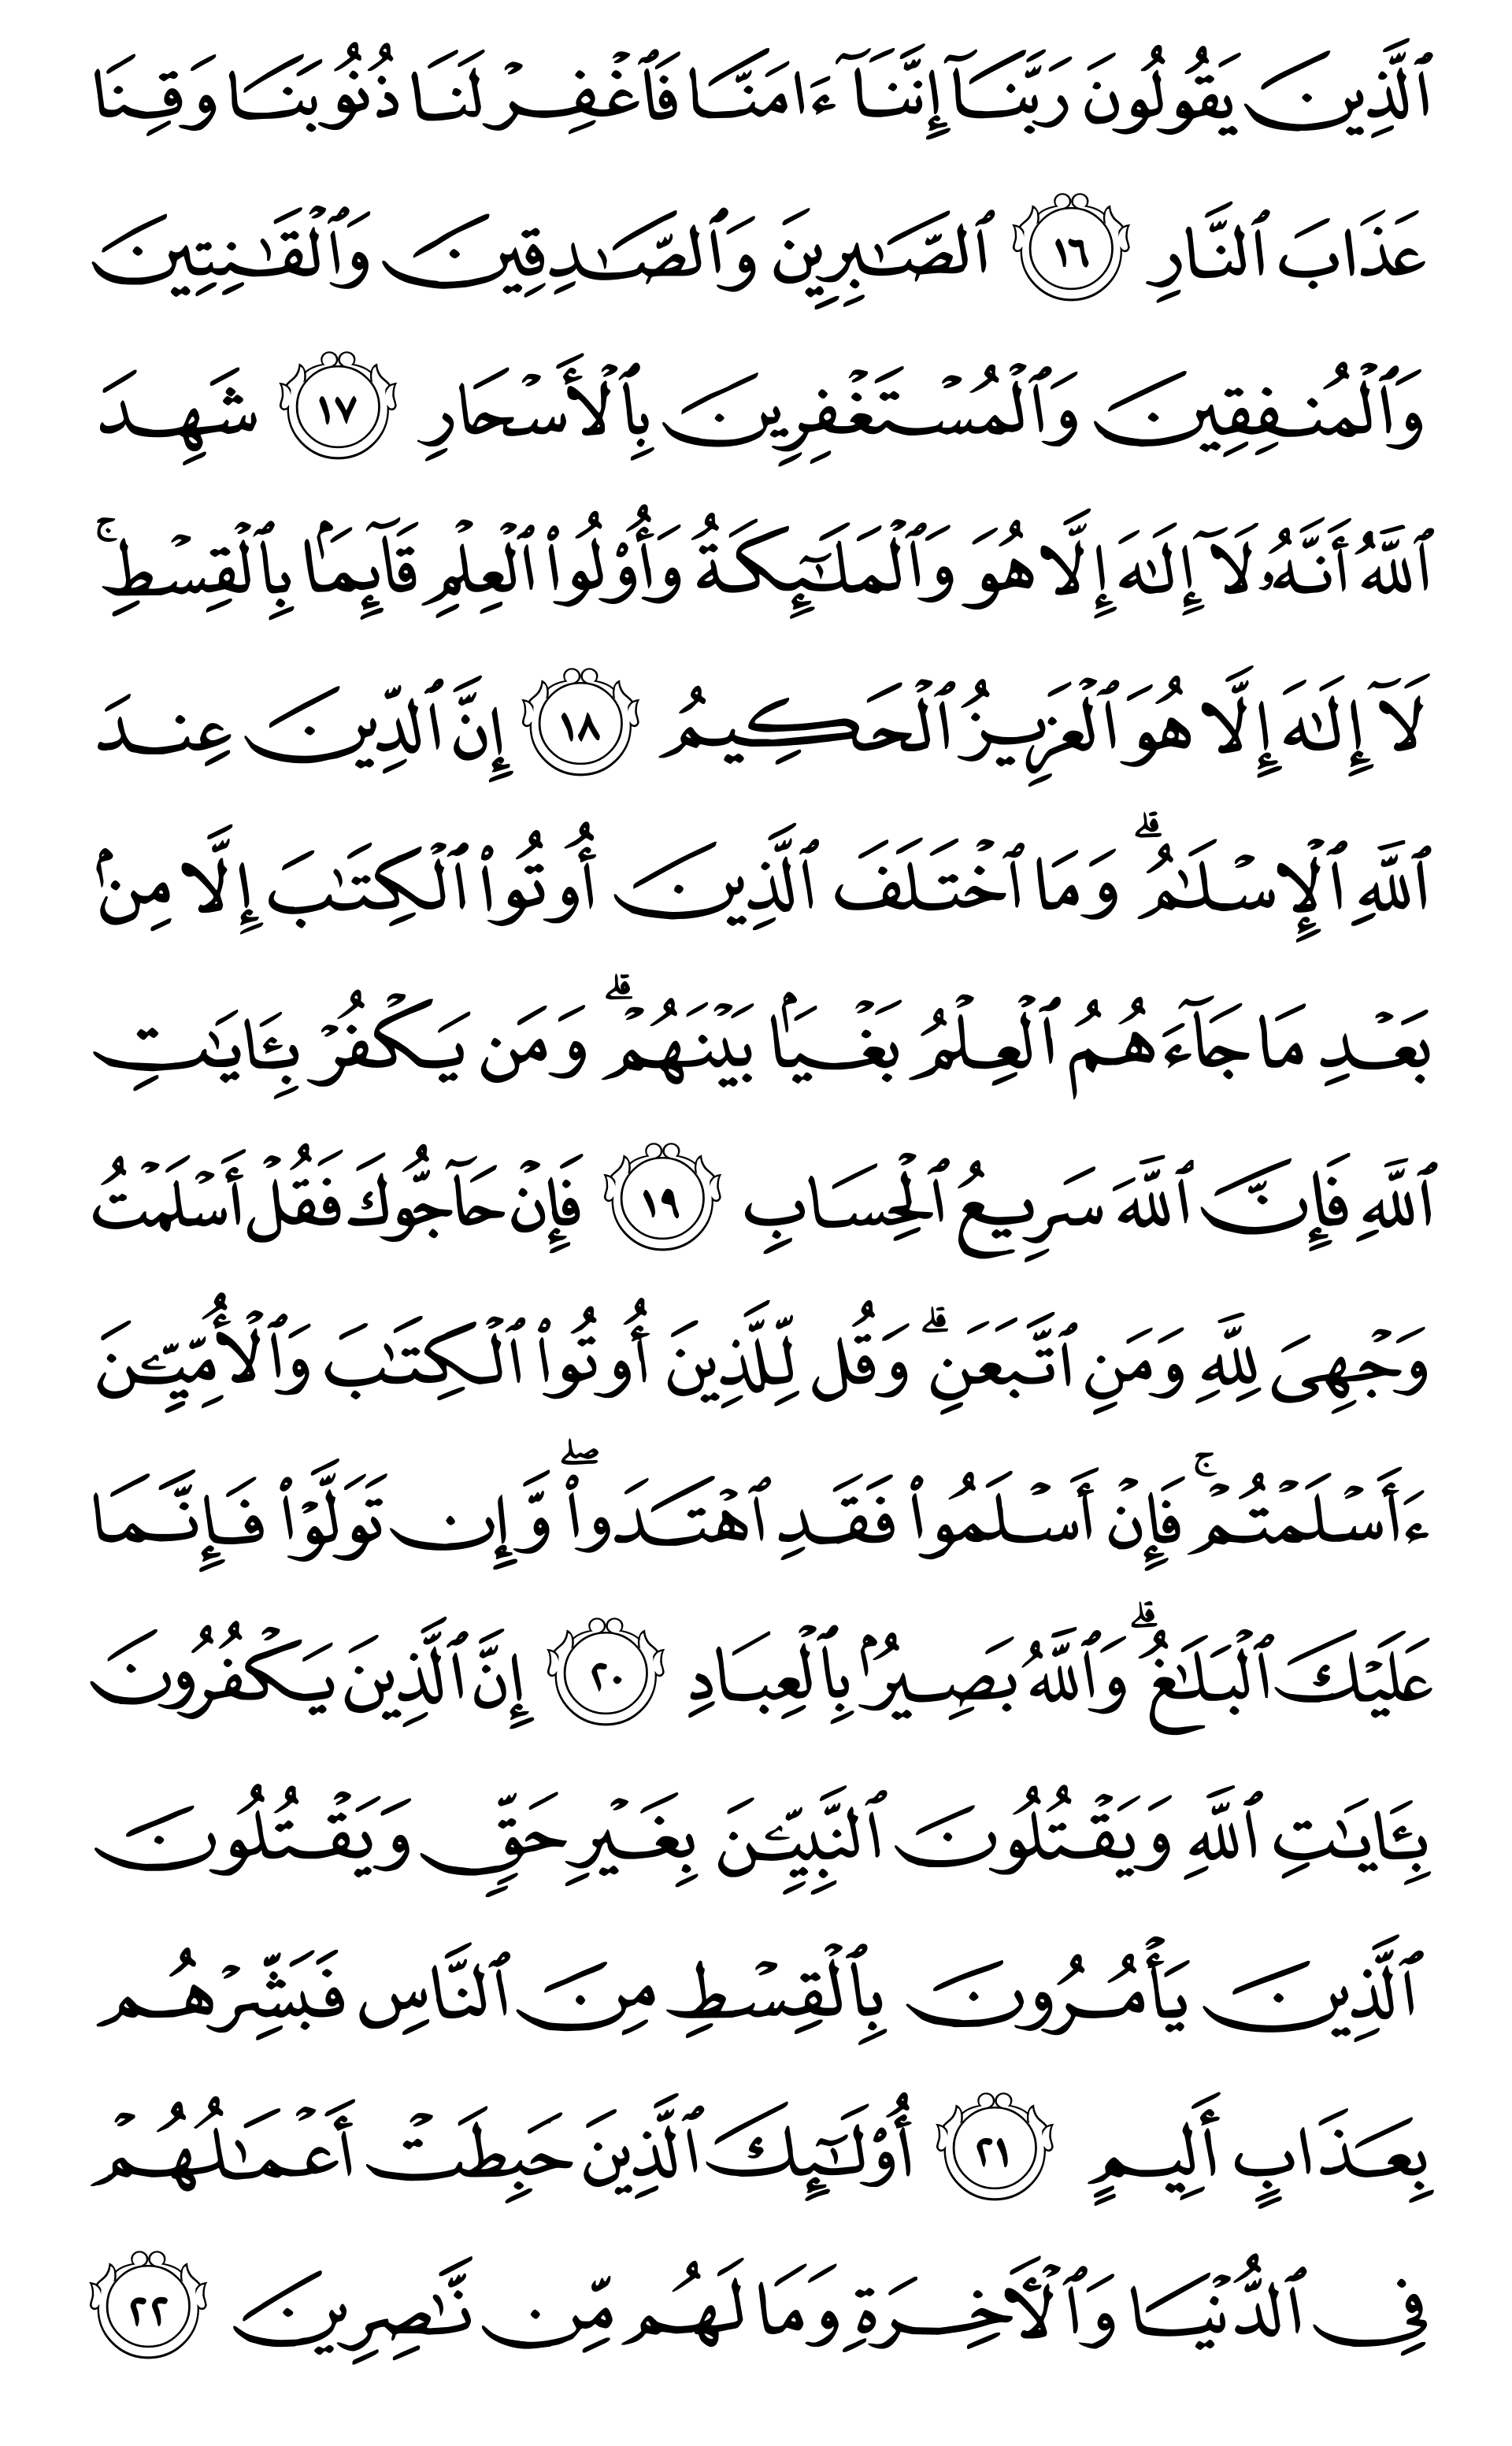 ٱلَّذِينَ يَقُولُونَ رَبَّنَآ إِنَّنَآ ءَامَنَّا فَٱغْفِرْ لَنَا ذُنُوبَنَا وَقِنَا
عَذَابَ ٱلنَّارِ ١٦ ٱلصَّـٰبِرِينَ وَٱلصَّـٰدِقِينَ وَٱلْقَـٰنِتِينَ
وَٱلْمُنفِقِينَ وَٱلْمُسْتَغْفِرِينَ بِٱلْأَسْحَارِ ١٧ شَهِدَ
ٱللَّهُ أَنَّهُۥ لَآ إِلَـٰهَ إِلَّا هُوَ وَٱلْمَلَـٰٓئِكَةُ وَأُو۟لُوا۟ ٱلْعِلْمِ قَآئِمًۢا بِٱلْقِسْطِ ۚ
لَآ إِلَـٰهَ إِلَّا هُوَ ٱلْعَزِيزُ ٱلْحَكِيمُ ١٨ إِنَّ ٱلدِّينَ عِندَ
ٱللَّهِ ٱلْإِسْلَـٰمُ ۗ وَمَا ٱخْتَلَفَ ٱلَّذِينَ أُوتُوا۟ ٱلْكِتَـٰبَ إِلَّا مِنۢ
بَعْدِ مَا جَآءَهُمُ ٱلْعِلْمُ بَغْيًۢا بَيْنَهُمْ ۗ وَمَن يَكْفُرْ بِـَٔايَـٰتِ
ٱللَّهِ فَإِنَّ ٱللَّهَ سَرِيعُ ٱلْحِسَابِ ١٩ فَإِنْ حَآجُّوكَ فَقُلْ أَسْلَمْتُ
وَجْهِىَ لِلَّهِ وَمَنِ ٱتَّبَعَنِ ۗ وَقُل لِّلَّذِينَ أُوتُوا۟ ٱلْكِتَـٰبَ وَٱلْأُمِّيِّـۧنَ
ءَأَسْلَمْتُمْ ۚ فَإِنْ أَسْلَمُوا۟ فَقَدِ ٱهْتَدَوا۟ ۖ وَّإِن تَوَلَّوْا۟ فَإِنَّمَا
عَلَيْكَ ٱلْبَلَـٰغُ ۗ وَٱللَّهُ بَصِيرٌۢ بِٱلْعِبَادِ ٢٠ إِنَّ ٱلَّذِينَ يَكْفُرُونَ
بِـَٔايَـٰتِ ٱللَّهِ وَيَقْتُلُونَ ٱلنَّبِيِّـۧنَ بِغَيْرِ حَقٍّ وَيَقْتُلُونَ
ٱلَّذِينَ يَأْمُرُونَ بِٱلْقِسْطِ مِنَ ٱلنَّاسِ فَبَشِّرْهُم
بِعَذَابٍ أَلِيمٍ ٢١ أُو۟لَـٰٓئِكَ ٱلَّذِينَ حَبِطَتْ أَعْمَـٰلُهُمْ
فِى ٱلدُّنْيَا وَٱلْـَٔاخِرَةِ وَمَا لَهُم مِّن نَّـٰصِرِينَ ٢٢